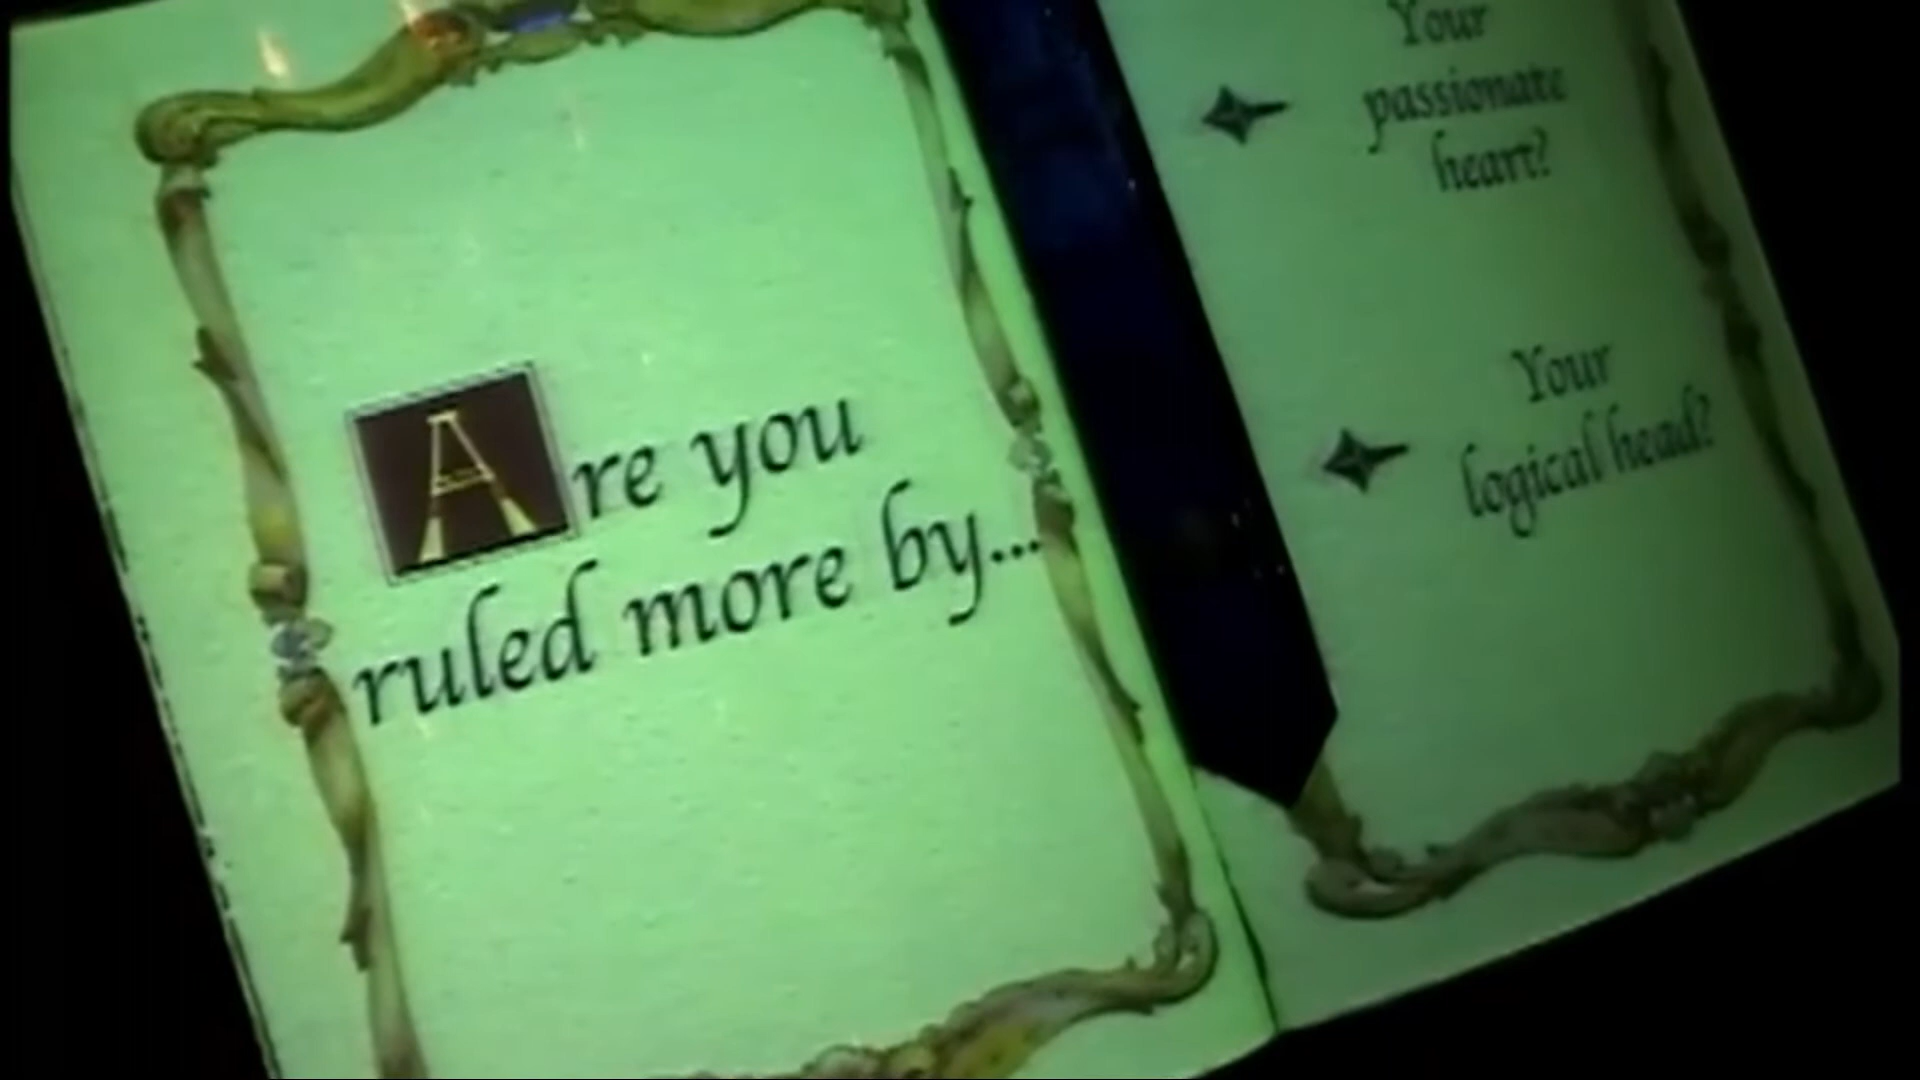 Are you
ruled more by...
Your
passionate
heart?
Your
logical head?